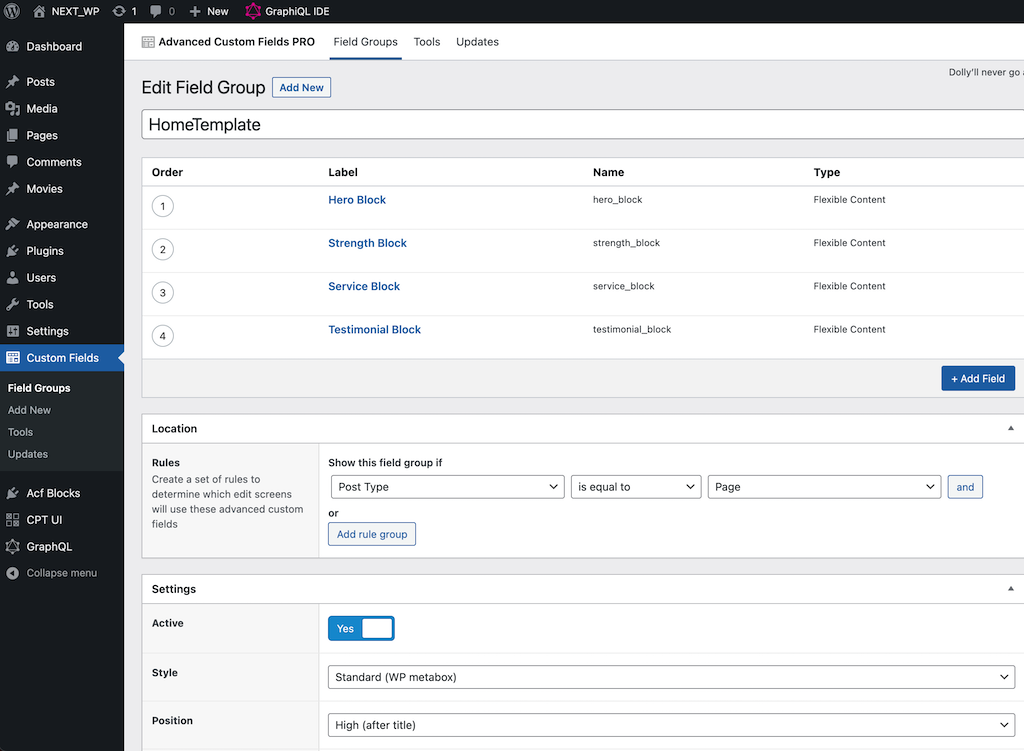 NEXT_WP 1 0 New GraphiQL IDE
Dashboard
Posts
Media
Pages
Comments
Movies
Appearance
Plugins
Users
Tools
Settings
Custom Fields
Field Groups
Add New
Tools
Updates
Acf Blocks
CPT UI
GraphQL
Collapse menu
Advanced Custom Fields PRO Field Groups Tools Updates
Dolly'll never go
Edit Field Group Add New
HomeTemplate
Order Label Name Type
1 Hero Block hero_block Flexible Content
2 Strength Block strength_block Flexible Content
3 Service Block service_block Flexible Content
4 Testimonial Block testimonial_block Flexible Content
+ Add Field
Location
Rules
Create a set of rules to
determine which edit screens
will use these advanced custom
fields
Show this field group if
Post Type is equal to Page and
or
Add rule group
Settings
Active Yes
Style Standard (WP metabox)
Position High (after title)